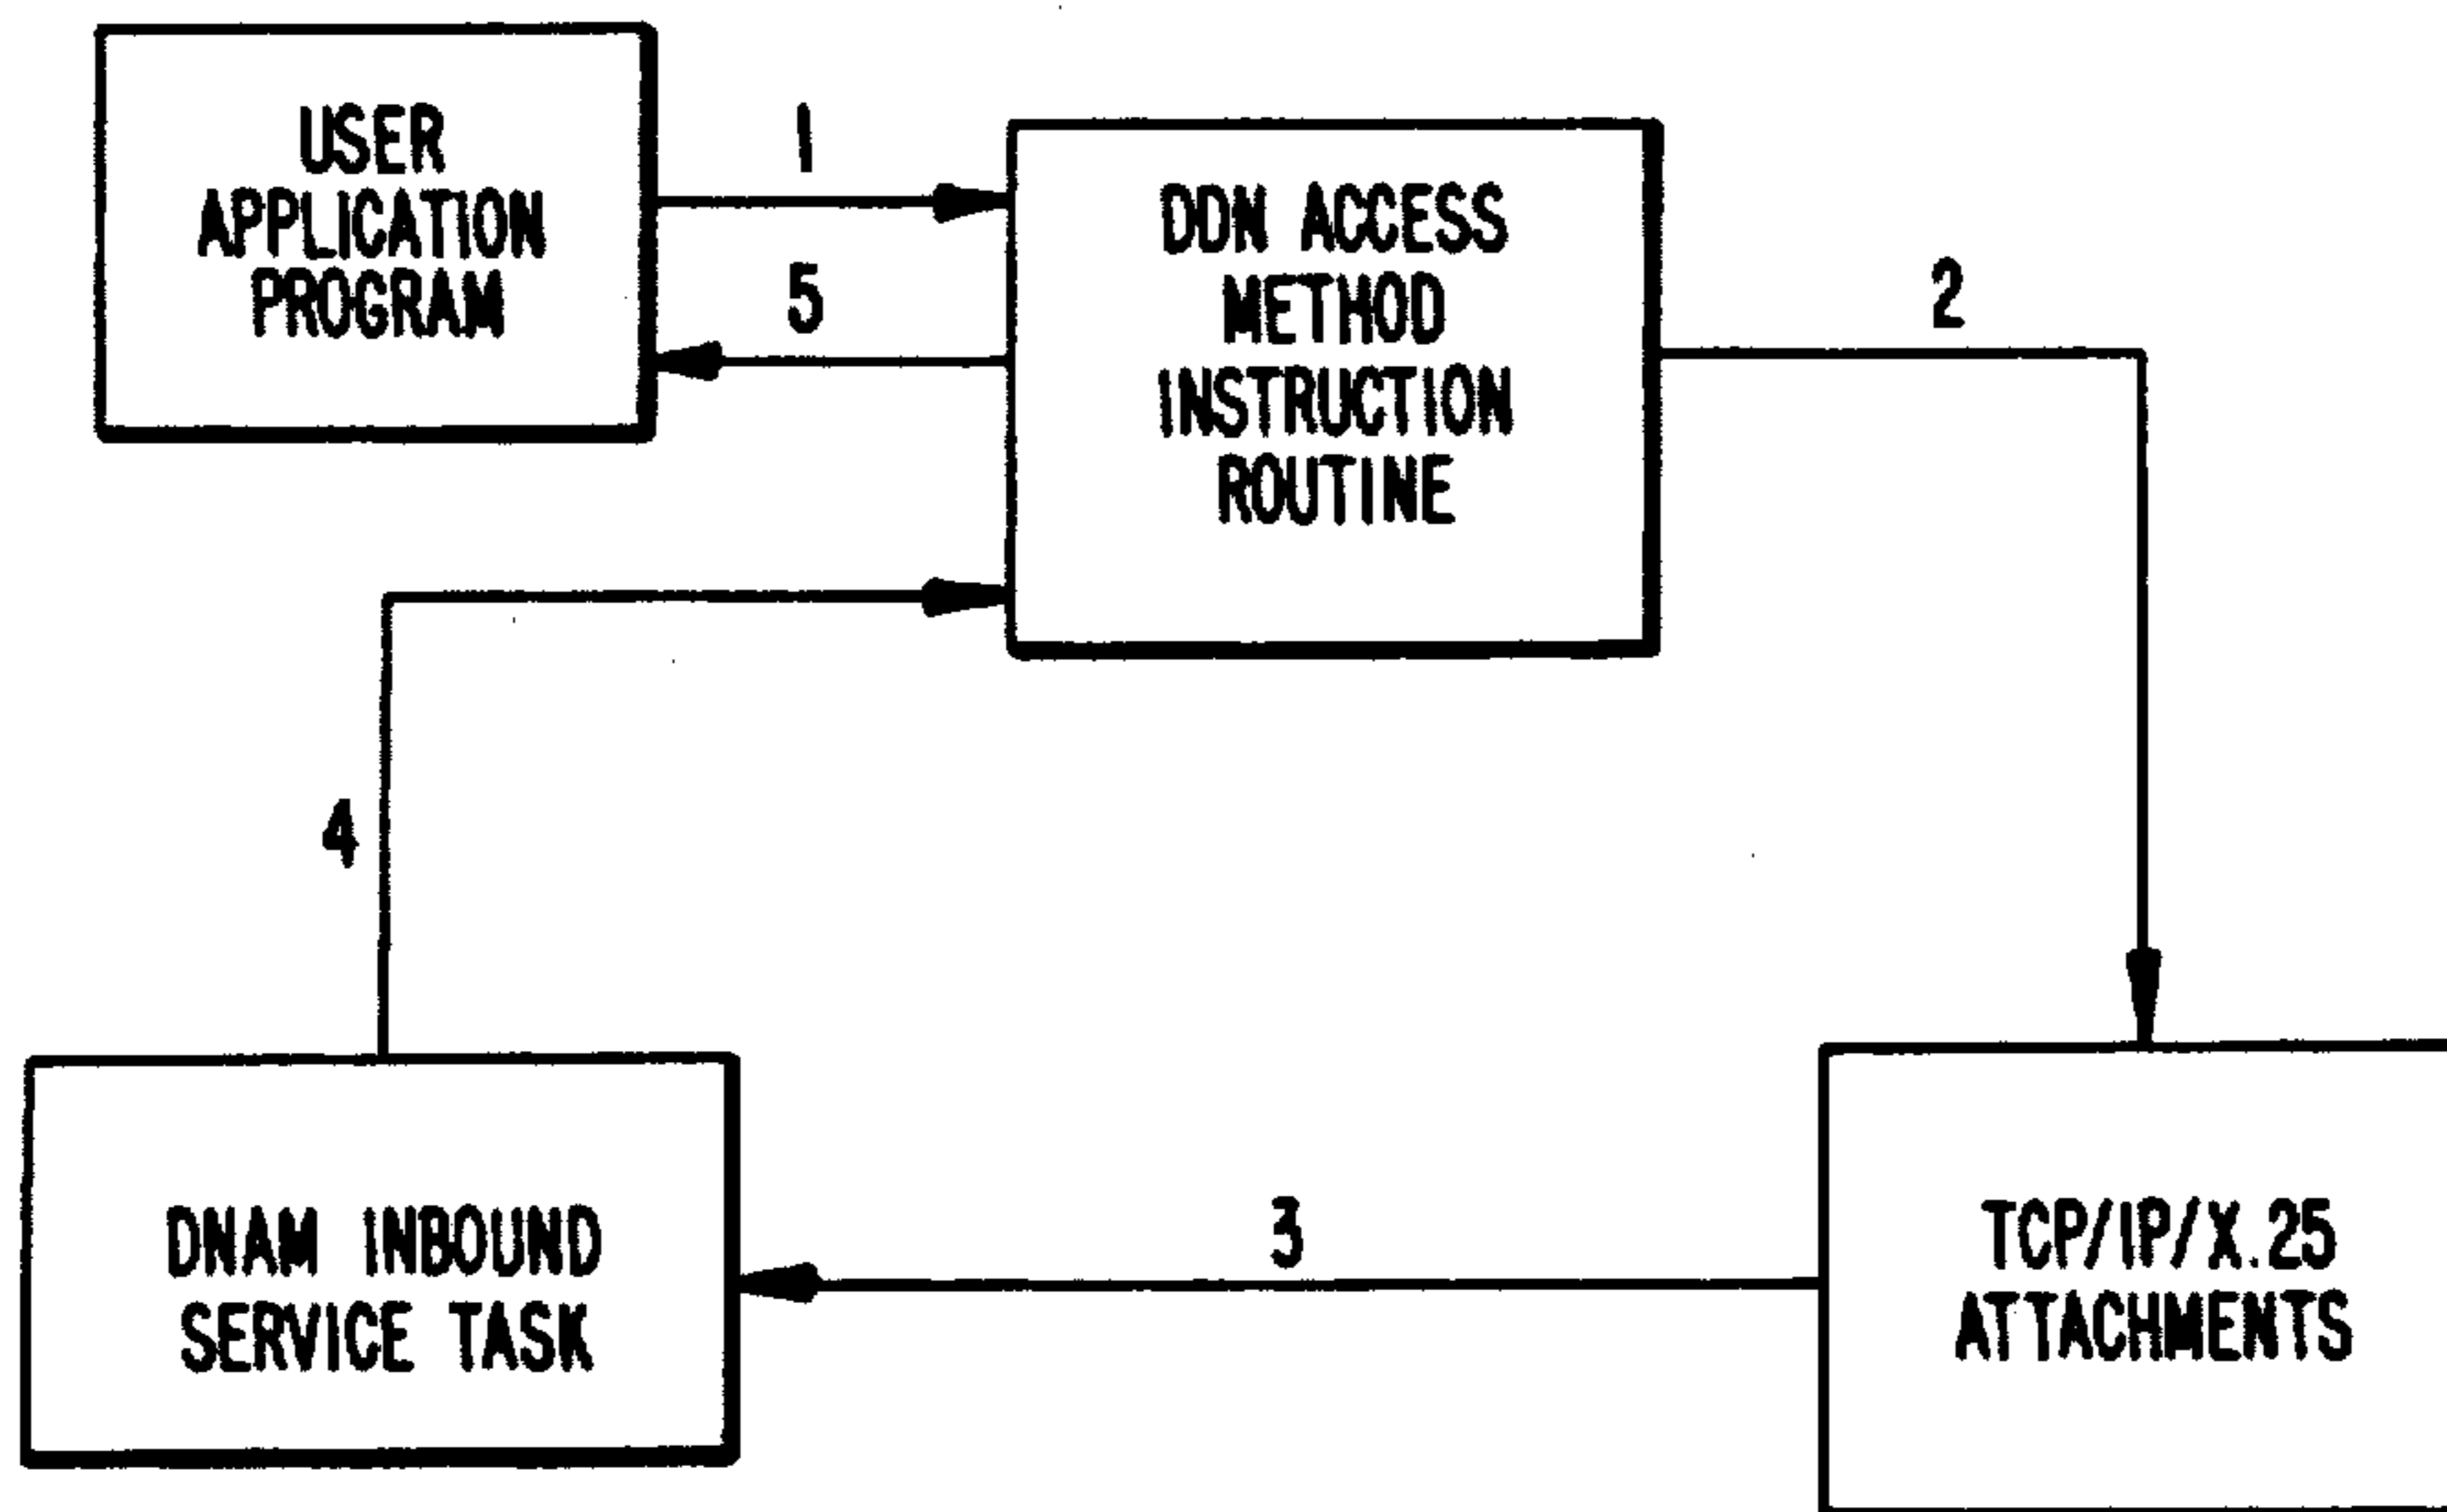 USER
APPLICATION
PROGRAM
1
5
DDN ACCESS
METHOD
INSTRUCTION
ROUTINE
2
4
DNAM INBOUND
SERVICE TASK
3
TCP/IP/X.25
ATTACHMENTS